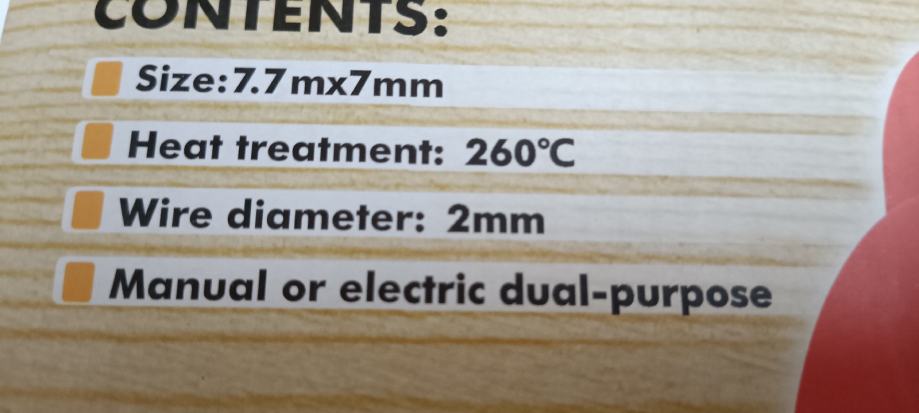 CONTENTS:
Size:7.7mx7mm
Heat treatment: 260℃
Wire diameter: 2mm
Manual or electric dual-purpose